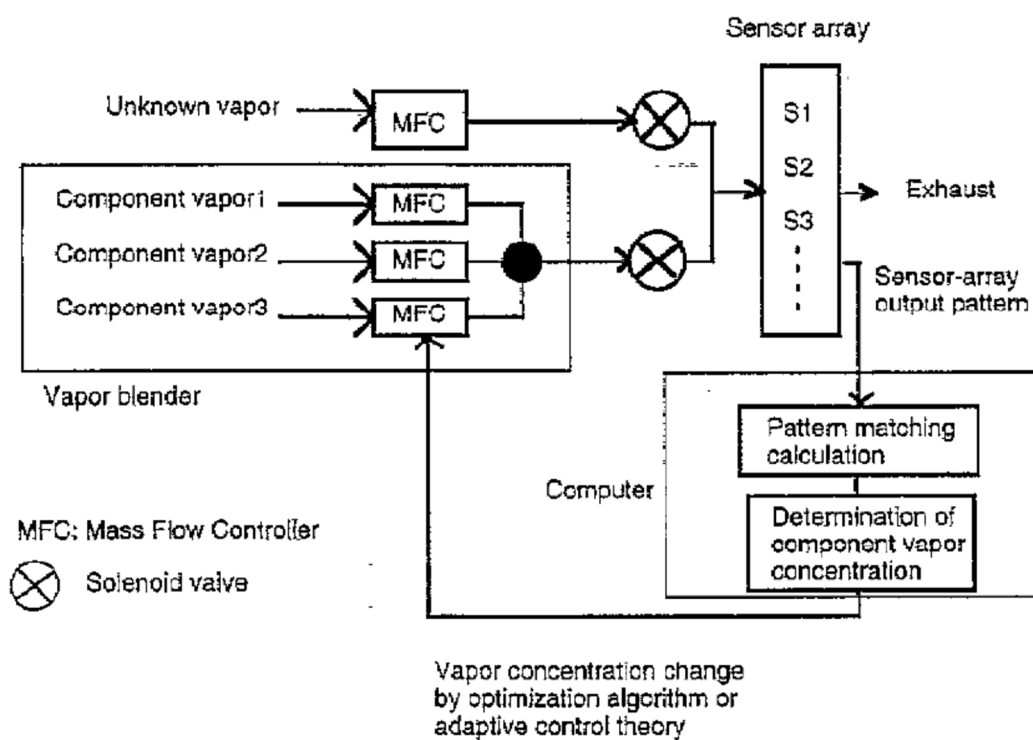 Sensor array
Unknown vapor
MFC
S1
Component vapor1
MFC
S2
Exhaust
Component vapor2
MFC
S3
Component vapor3
MFC
Sensor-array
output pattern
Vapor blender
Pattern matching
calculation
Computer
Determination of
component vapor
concentration
MFC: Mass Flow Controller
Solenoid valve
Vapor concentration change
by optimization algorithm or
adaptive control theory